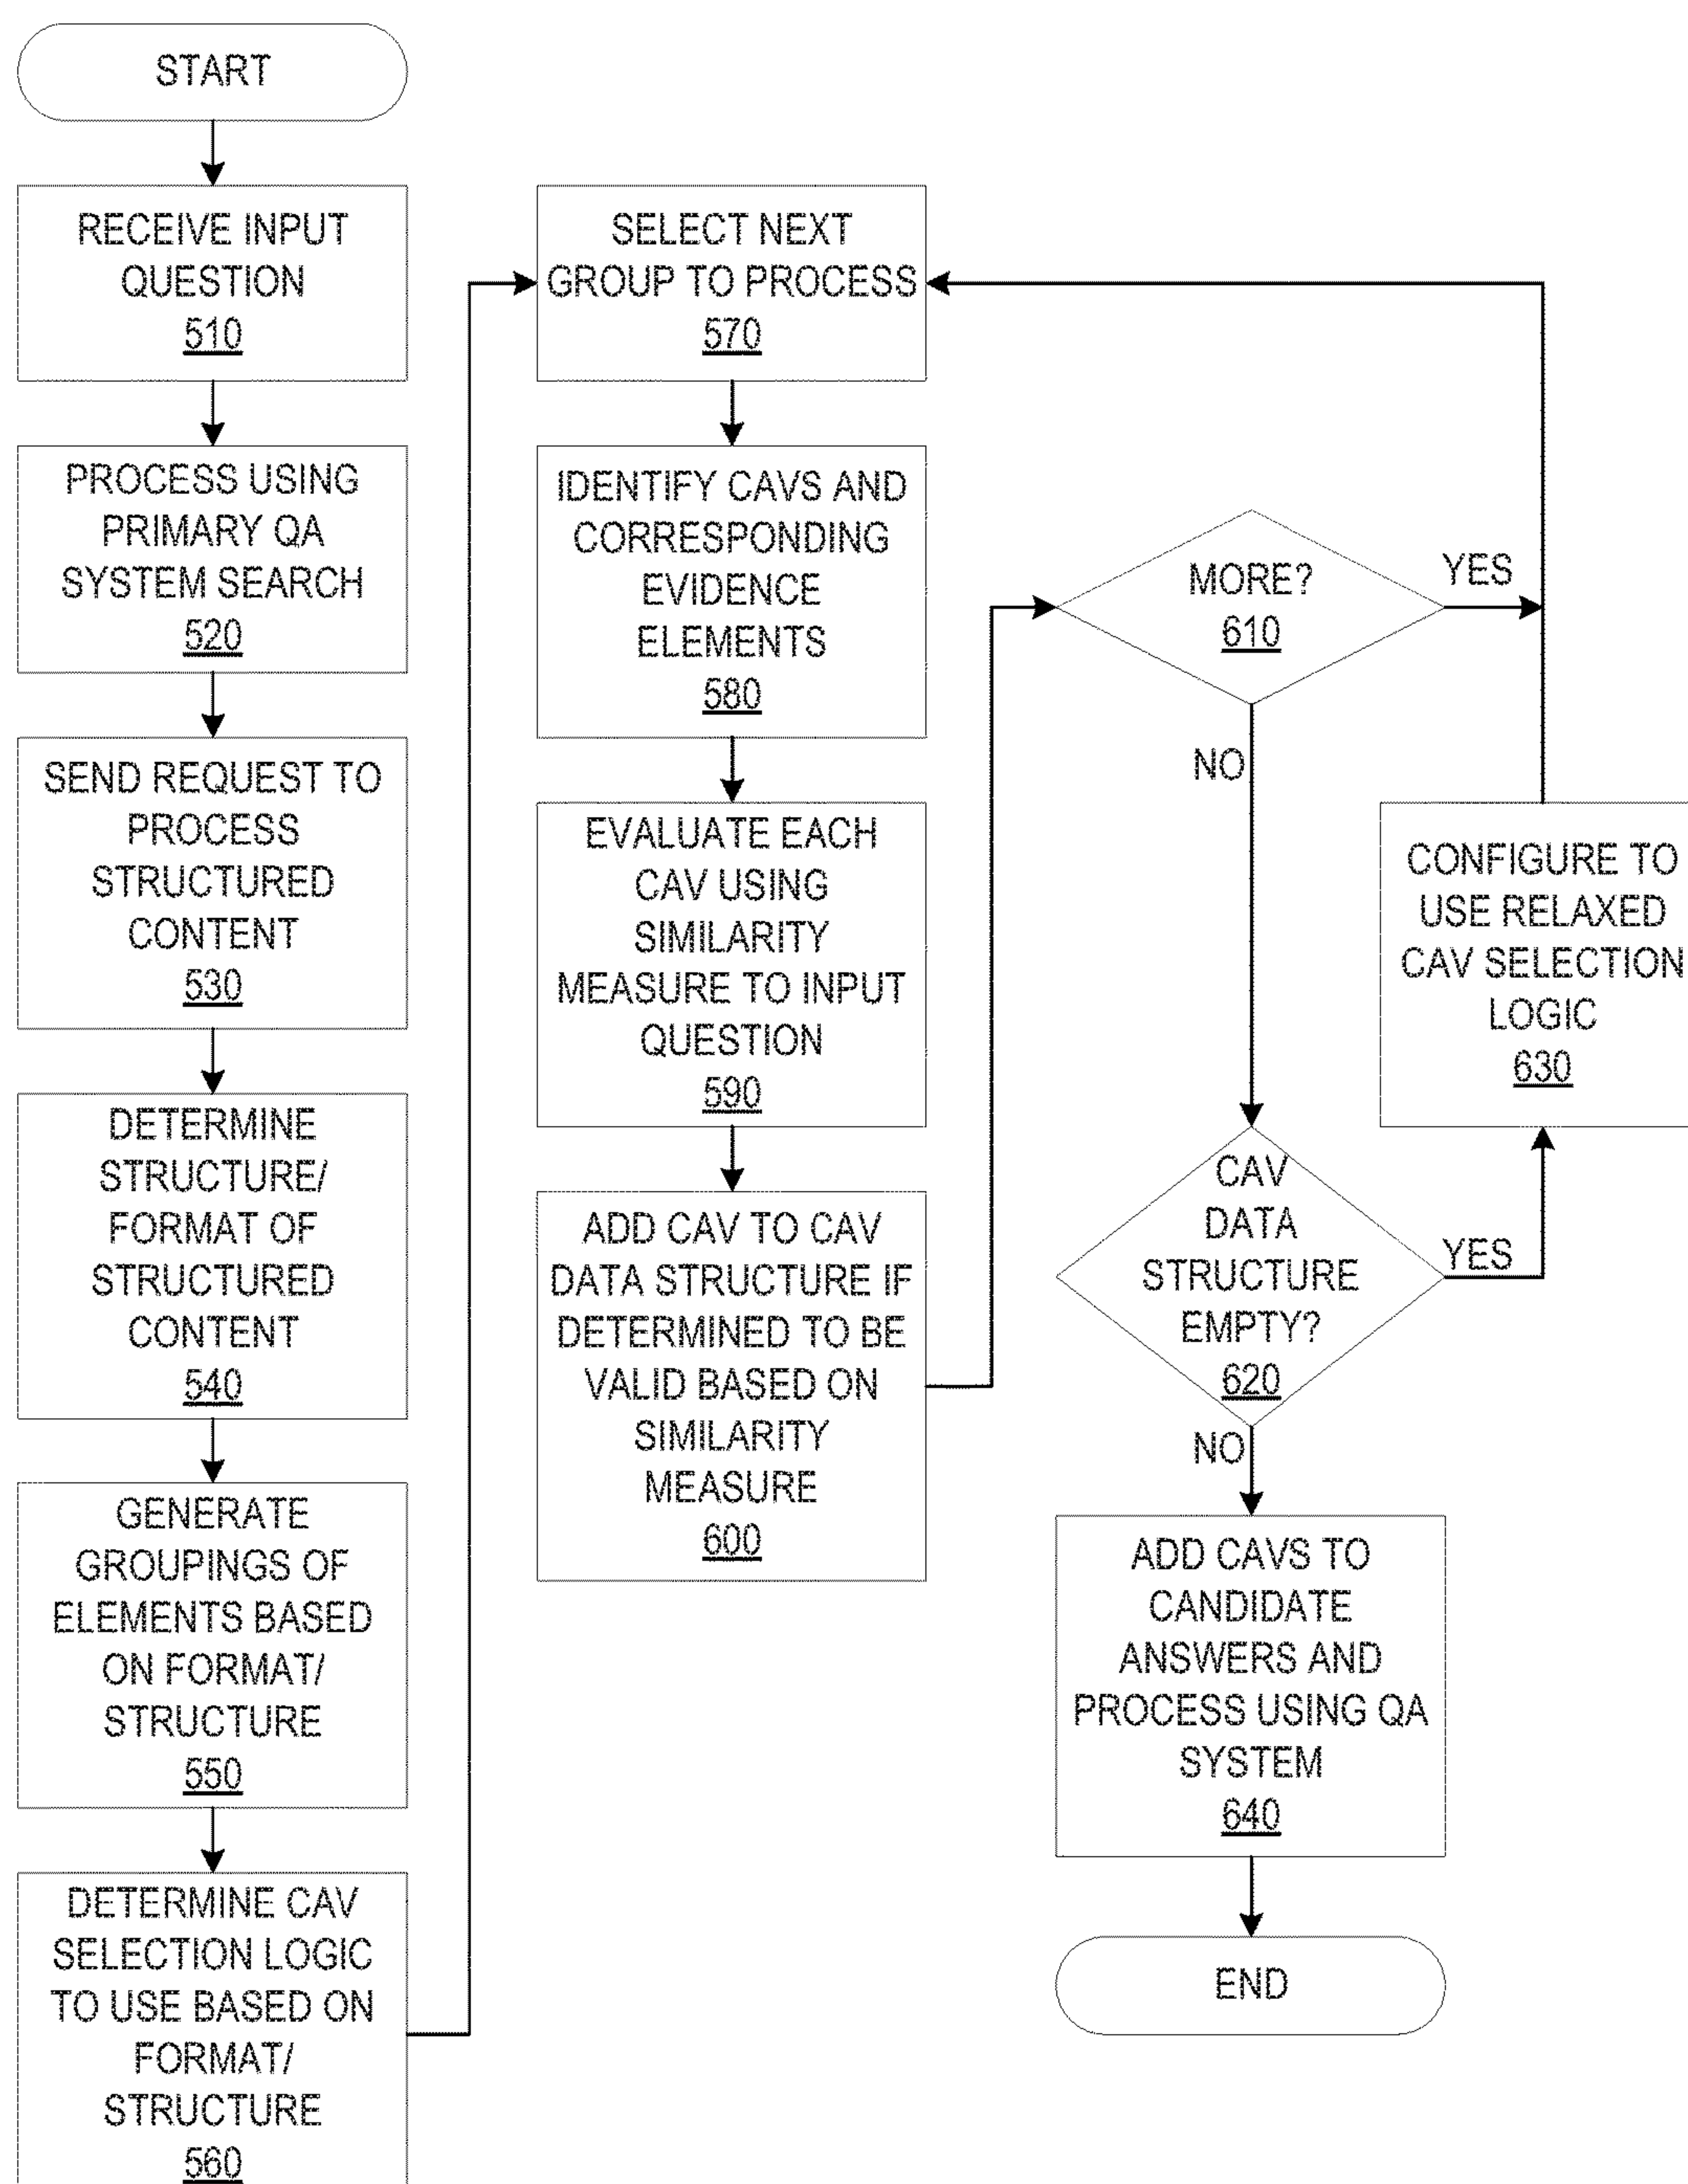 START
RECEIVE INPUT
QUESTION
510
PROCESS USING
PRIMARY QA
SYSTEM SEARCH
520
SEND REQUEST TO
PROCESS
STRUCTURED
CONTENT
530
DETERMINE
STRUCTURE/
FORMAT OF
STRUCTURED
CONTENT
540
GENERATE
GROUPINGS OF
ELEMENTS BASED
ON FORMAT/
STRUCTURE
550
DETERMINE CAV
SELECTION LOGIC
TO USE BASED ON
FORMAT/
STRUCTURE
560
SELECT NEXT
GROUP TO PROCESS
570
IDENTIFY CAVS AND
CORRESPONDING
EVIDENCE
ELEMENTS
580
EVALUATE EACH
CAV USING
SIMILARITY
MEASURE TO INPUT
QUESTION
590
ADD CAV TO CAV
DATA STRUCTURE IF
DETERMINED TO BE
VALID BASED ON
SIMILARITY
MEASURE
600
MORE?
610
YES
NO
CAV
DATA
STRUCTURE
EMPTY?
620
YES
NO
CONFIGURE TO
USE RELAXED
CAV SELECTION
LOGIC
630
ADD CAVS TO
CANDIDATE
ANSWERS AND
PROCESS USING QA
SYSTEM
640
END